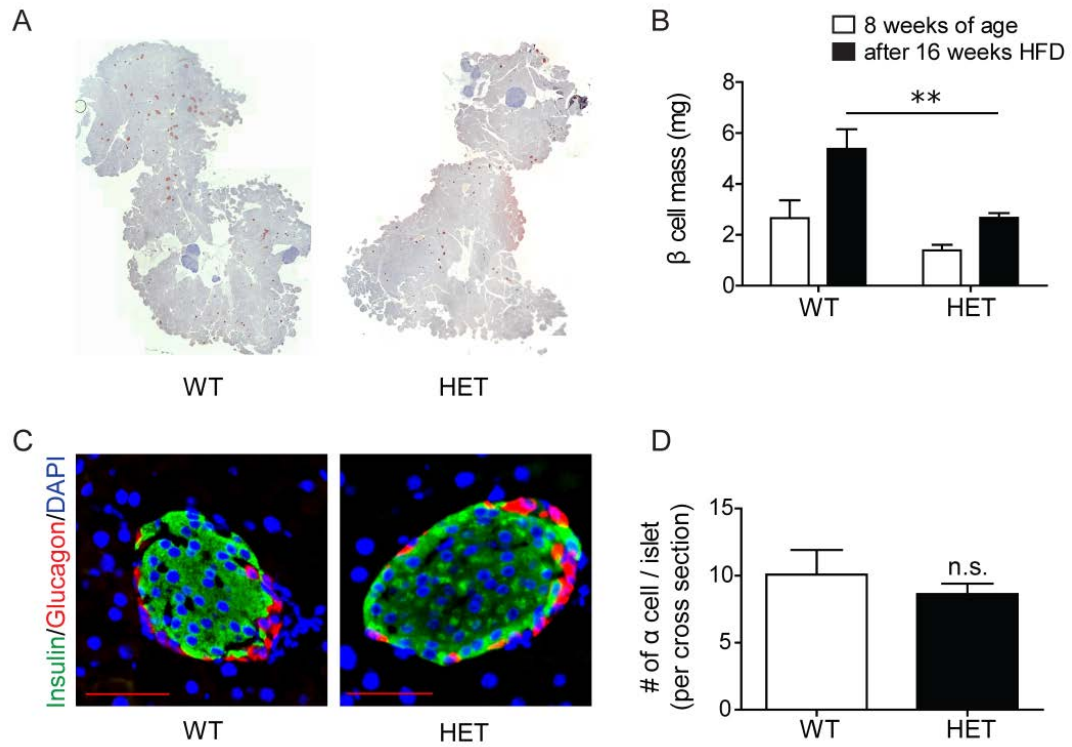 A
WT
HET
B
8 weeks of age
after 16 weeks HFD
β cell mass (mg)
8
6
4
2
0
**
WT
HET
C
Insulin/Glucagon/DAPI
WT
HET
D
# of α cell / islet
(per cross section)
15
10
5
0
n.s.
WT
HET